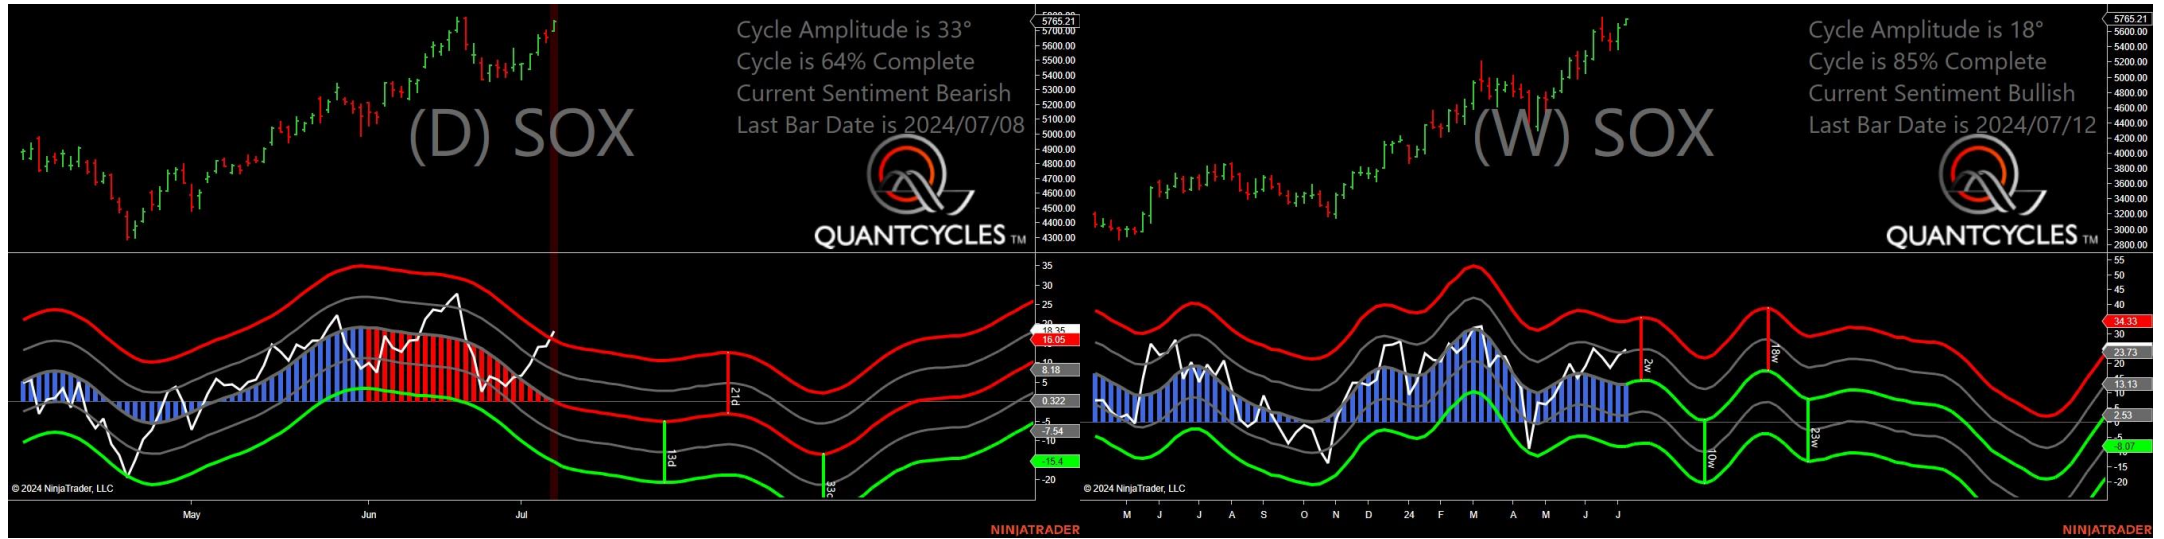 Cycle Amplitude is 33°
Cycle is 64% Complete
Current Sentiment Bearish
Last Bar Date is 2024/07/08
(D) SOX
QUANTCYCLES TM
5765.21
5700.00
5500.00
5400.00
5300.00
5200.00
5100.00
5000.00
4900.00
4800.00
4700.00
4600.00
4500.00
4400.00
4300.00
35
30
25
18.35
16.05
10
8.18
5
0.322
-5
-7.54
-10
-15.4
-20
13d
21d
© 2024 NinjaTrader, LLC
May Jun Jul
NINJATRADER
Cycle Amplitude is 18°
Cycle is 85% Complete
Current Sentiment Bullish
Last Bar Date is 2024/07/12
(W) SOX
QUANTCYCLES TM
5765.21
5600.00
5400.00
5200.00
5000.00
4800.00
4600.00
4400.00
4200.00
4000.00
3800.00
3600.00
3400.00
3200.00
3000.00
2800.00
55
50
45
40
34.33
30
23.73
20
13.13
2.53
0
-8.07
-15
-20
2w
10w
18w
23w
© 2024 NinjaTrader, LLC
M J J A S O N D 24 F M A M J J
NINJATRADER